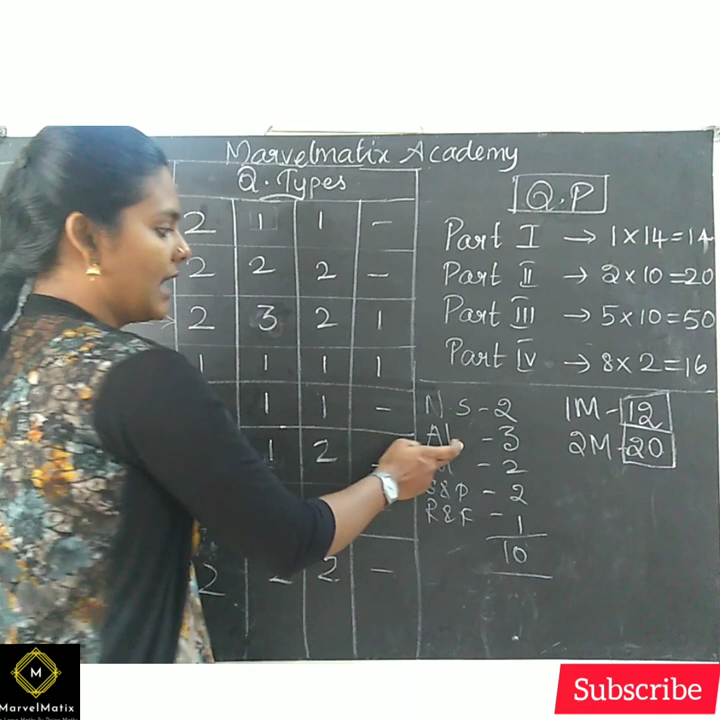 Marvelmatix Academy
Q. Types
2 1 1 -
2 2 2 -
2 3 2 1
1 1 1 1
1 1 -
1 2 -
2 - 2 -
Q.P
Part I → 1 × 14 = 14
Part II → 2 × 10 = 20
Part III → 5 × 10 = 50
Part IV → 8 × 2 = 16
N.S - 2
- 3
- 2
S&P - 2
R&F - 1
10
1M - 12
2M - 20
M
MarvelMatix
Subscribe